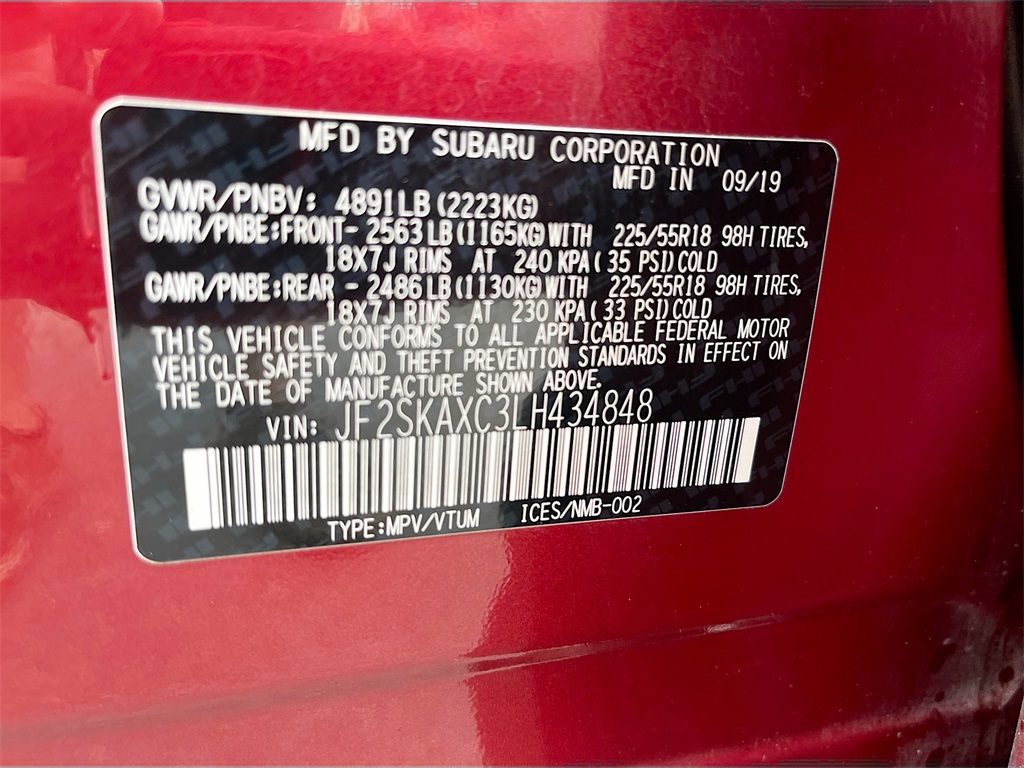 MFD BY SUBARU CORPORATION
MFD IN 09/19
GVWR/PNBV: 4891LB(2223KG)
GAWR/PNBE:FRONT- 2563LB(1165KG)WITH 225/55R18 98H TIRES,
18X7J RIMS AT 240 KPA( 35 PSI)COLD
GAWR/PNBE:REAR - 2486LB(1130KG)WITH 225/55R18 98H TIRES,
18X7J RIMS AT 230 KPA( 33 PSI)COLD
THIS VEHICLE CONFORMS TO ALL APPLICABLE FEDERAL MOTOR
VEHICLE SAFETY AND THEFT PREVENTION STANDARDS IN EFFECT ON
THE DATE OF MANUFACTURE SHOWN ABOVE.
VIN: JF2SKAXC3LH434848
TYPE:MPV/VTUM ICES/NMB-002